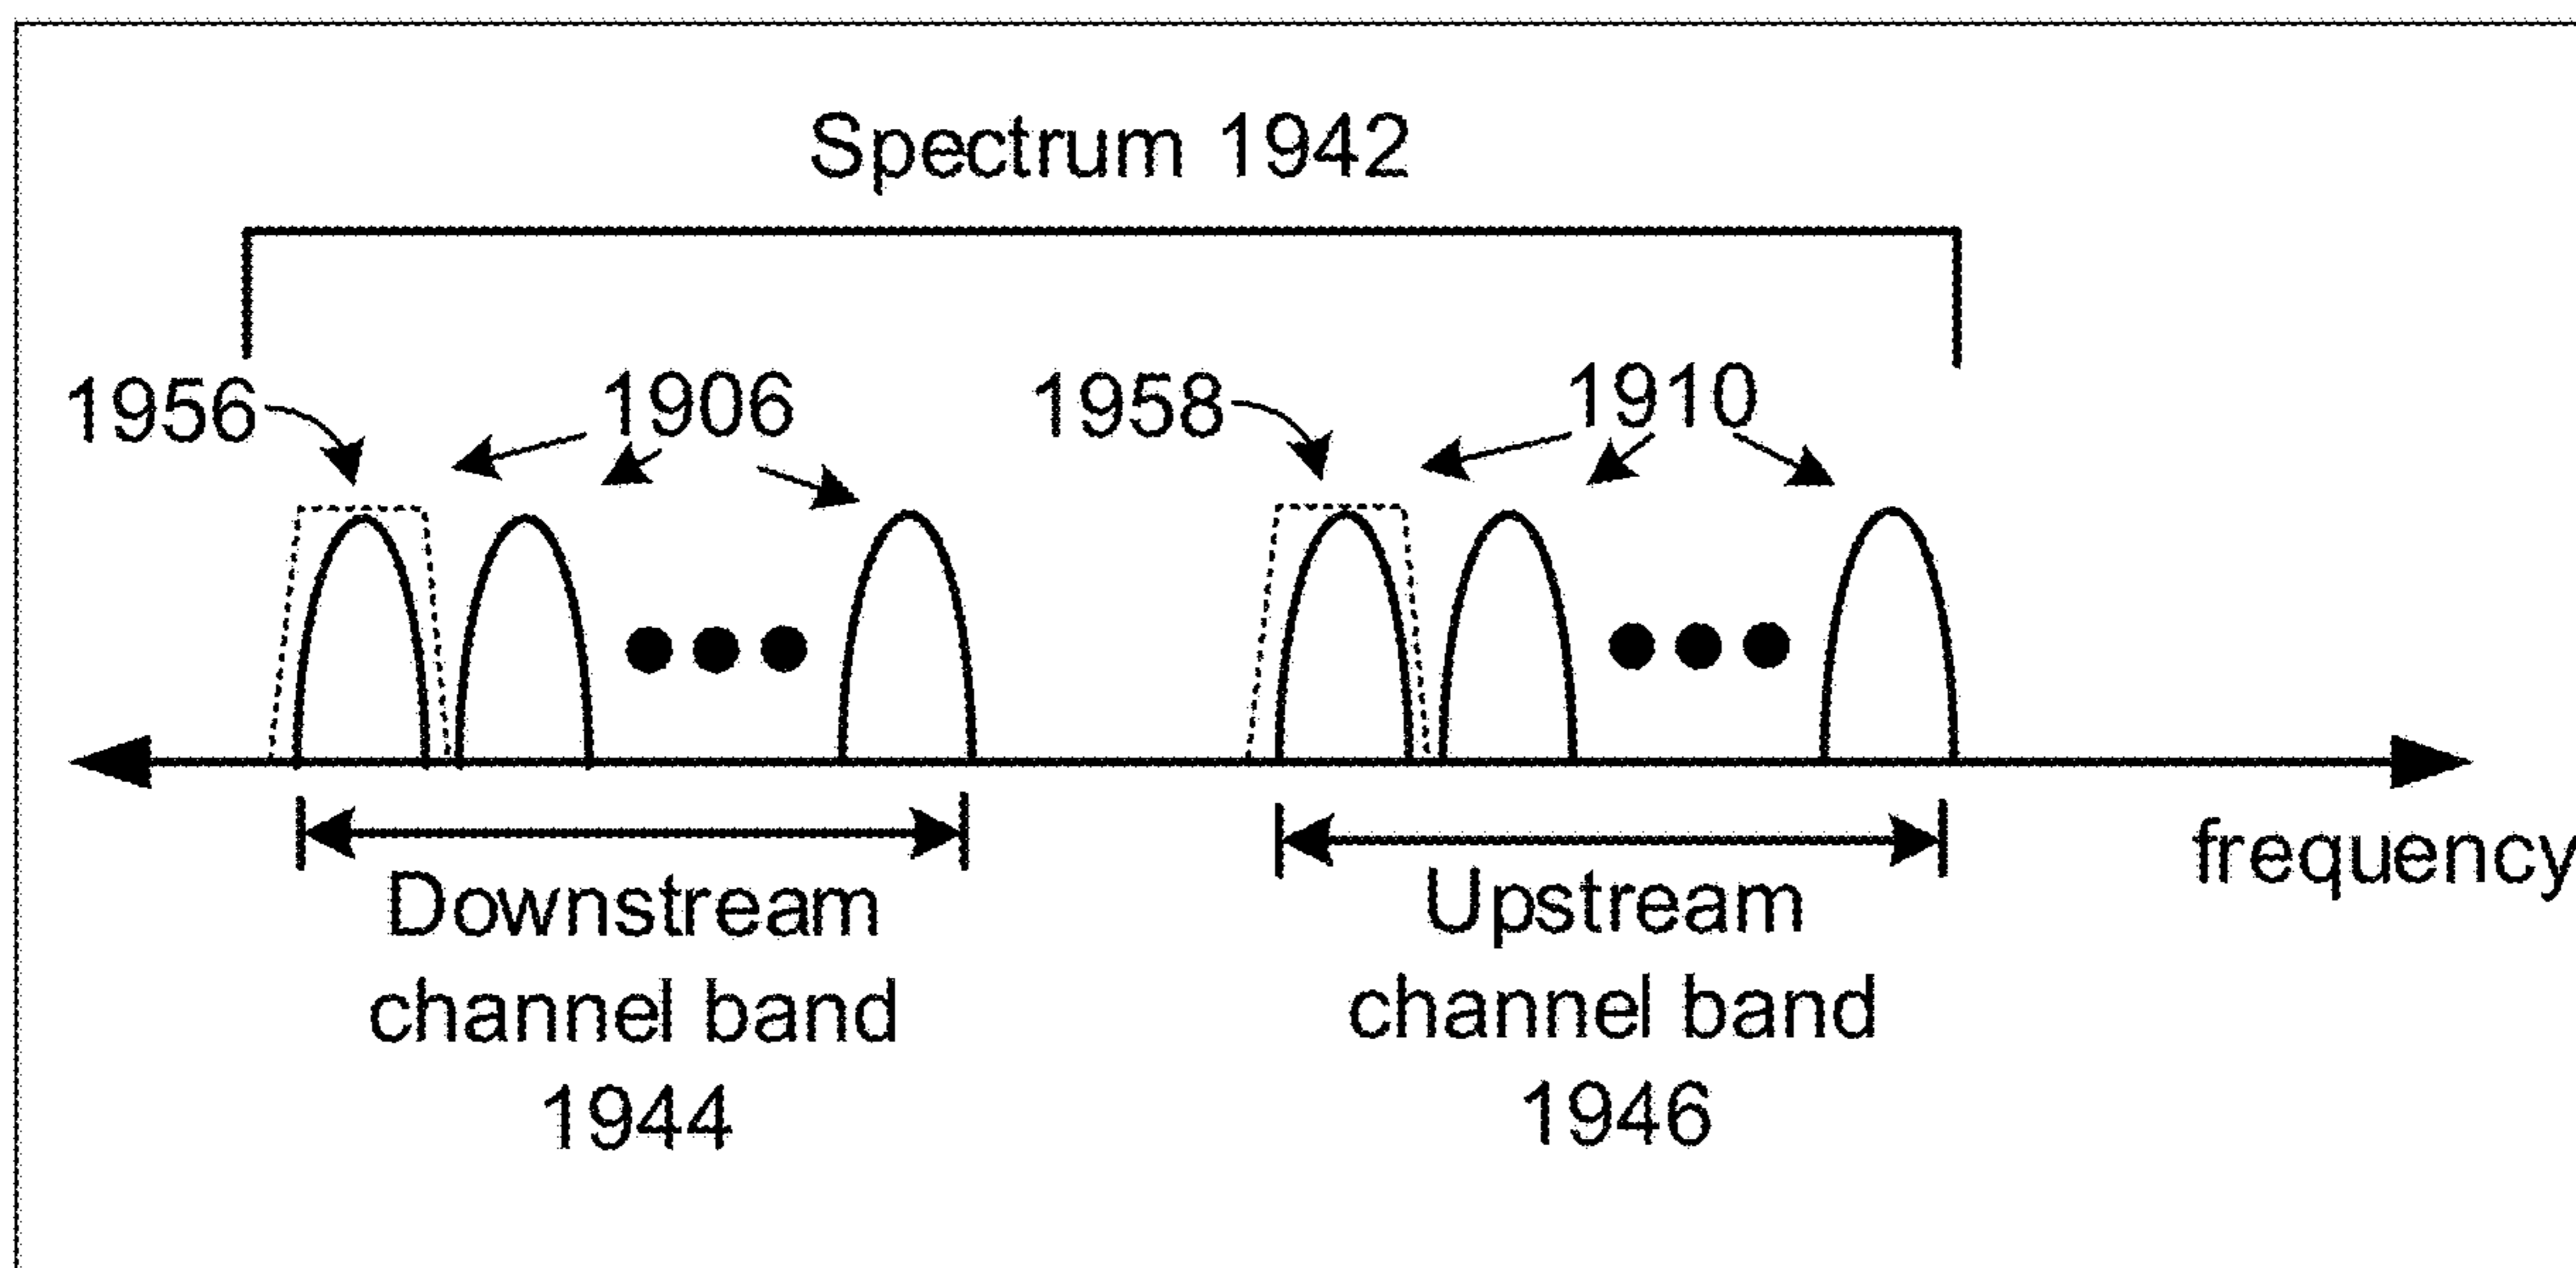 Spectrum 1942
1956
1906
1958
1910
frequency
Downstream
channel band
1944
Upstream
channel band
1946